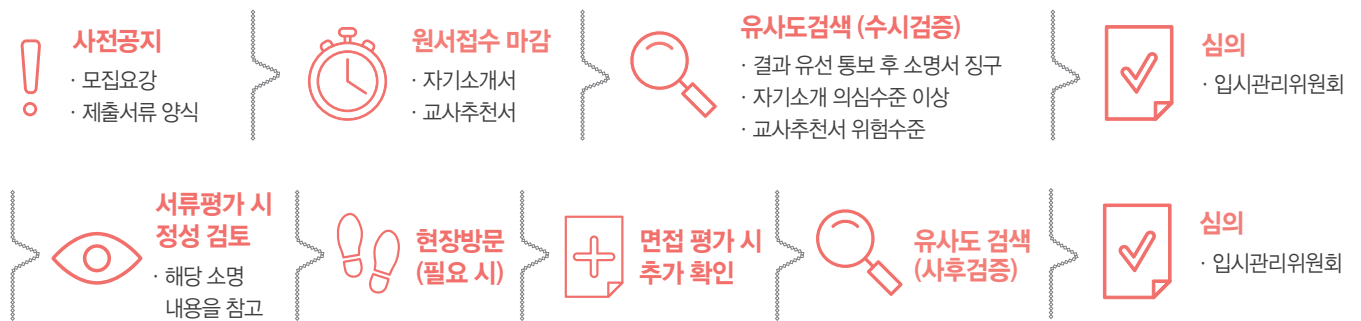 사전공지
· 모집요강
· 제출서류 양식
원서접수 마감
· 자기소개서
· 교사추천서
유사도검색 (수시검증)
· 결과 유선 통보 후 소명서 징구
· 자기소개 의심수준 이상
· 교사추천서 위험수준
심의
· 입시관리위원회
서류평가 시
정성 검토
· 해당 소명
내용을 참고
현장방문
(필요 시)
면접 평가 시
추가 확인
유사도 검색
(사후검증)
심의
· 입시관리위원회